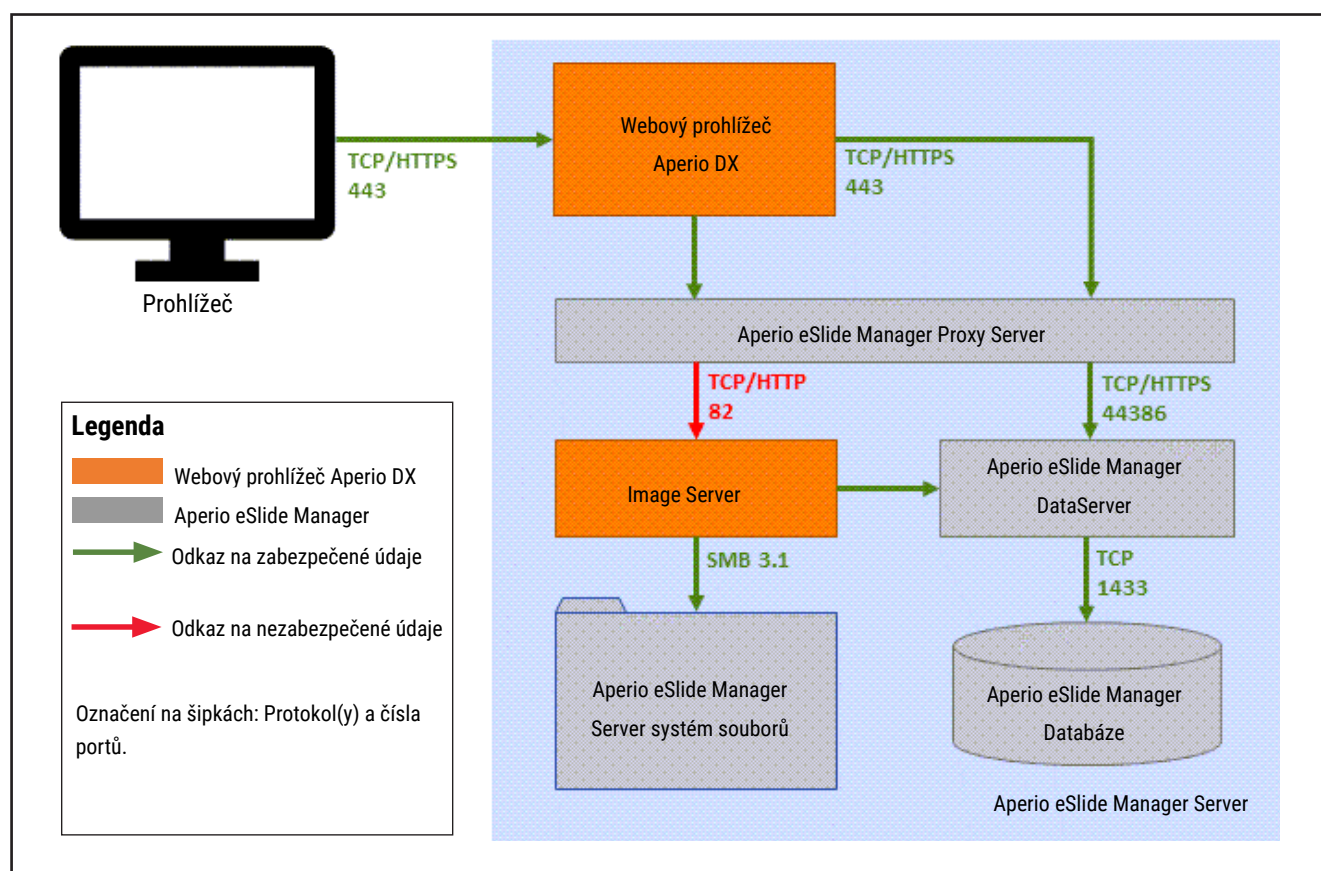 Webový prohlížeč
Aperio DX
TCP/HTTPS
443
TCP/HTTPS
443
Prohlížeč
Aperio eSlide Manager Proxy Server
TCP/HTTP
82
TCP/HTTPS
44386
Legenda
Webový prohlížeč Aperio DX
Aperio eSlide Manager
Odkaz na zabezpečené údaje
Odkaz na nezabezpečené údaje
Označení na šipkách: Protokol(y) a čísla
portů.
Image Server
Aperio eSlide Manager
DataServer
SMB 3.1
TCP
1433
Aperio eSlide Manager
Server systém souborů
Aperio eSlide Manager
Databáze
Aperio eSlide Manager Server